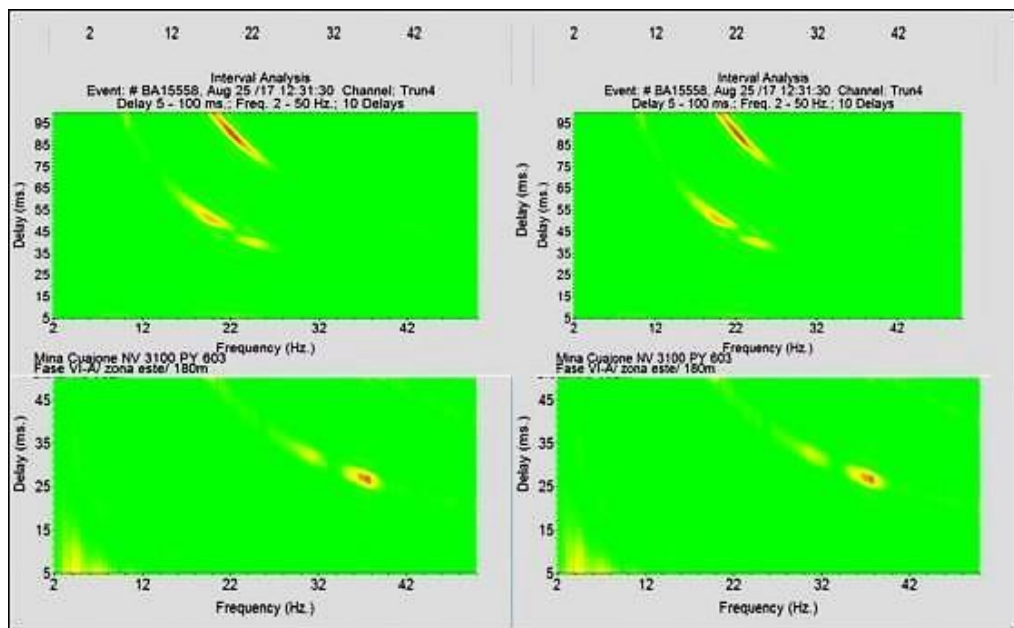 2 12 22 32 42
2 12 22 32 42
Interval Analysis
Event: # BA15558, Aug 25 /17 12:31:30 Channel: Trun4
Delay 5 - 100 ms.; Freq. 2 - 50 Hz.; 10 Delays
95
85
75
65
55
45
35
25
15
5
Delay (ms.)
2 12 22 32 42
Frequency (Hz.)
Mina Cuajone NV 3100 PY 603
Fase VI-A/ zona este/ 180m
Interval Analysis
Event: # BA15558, Aug 25 /17 12:31:30 Channel: Trun4
Delay 5 - 100 ms.; Freq. 2 - 50 Hz.; 10 Delays
95
85
75
65
55
45
35
25
15
5
Delay (ms.)
Delay (ms.)
2 12 22 32 42
Frequency (Hz.)
Mina Cuajone NV 3100 PY 603
Fase VI-A/ zona este/ 180m
45
35
25
15
5
Delay (ms.)
2 12 22 32 42
Frequency (Hz.)
45
35
25
15
5
Delay (ms.)
2 12 22 32 42
Frequency (Hz.)